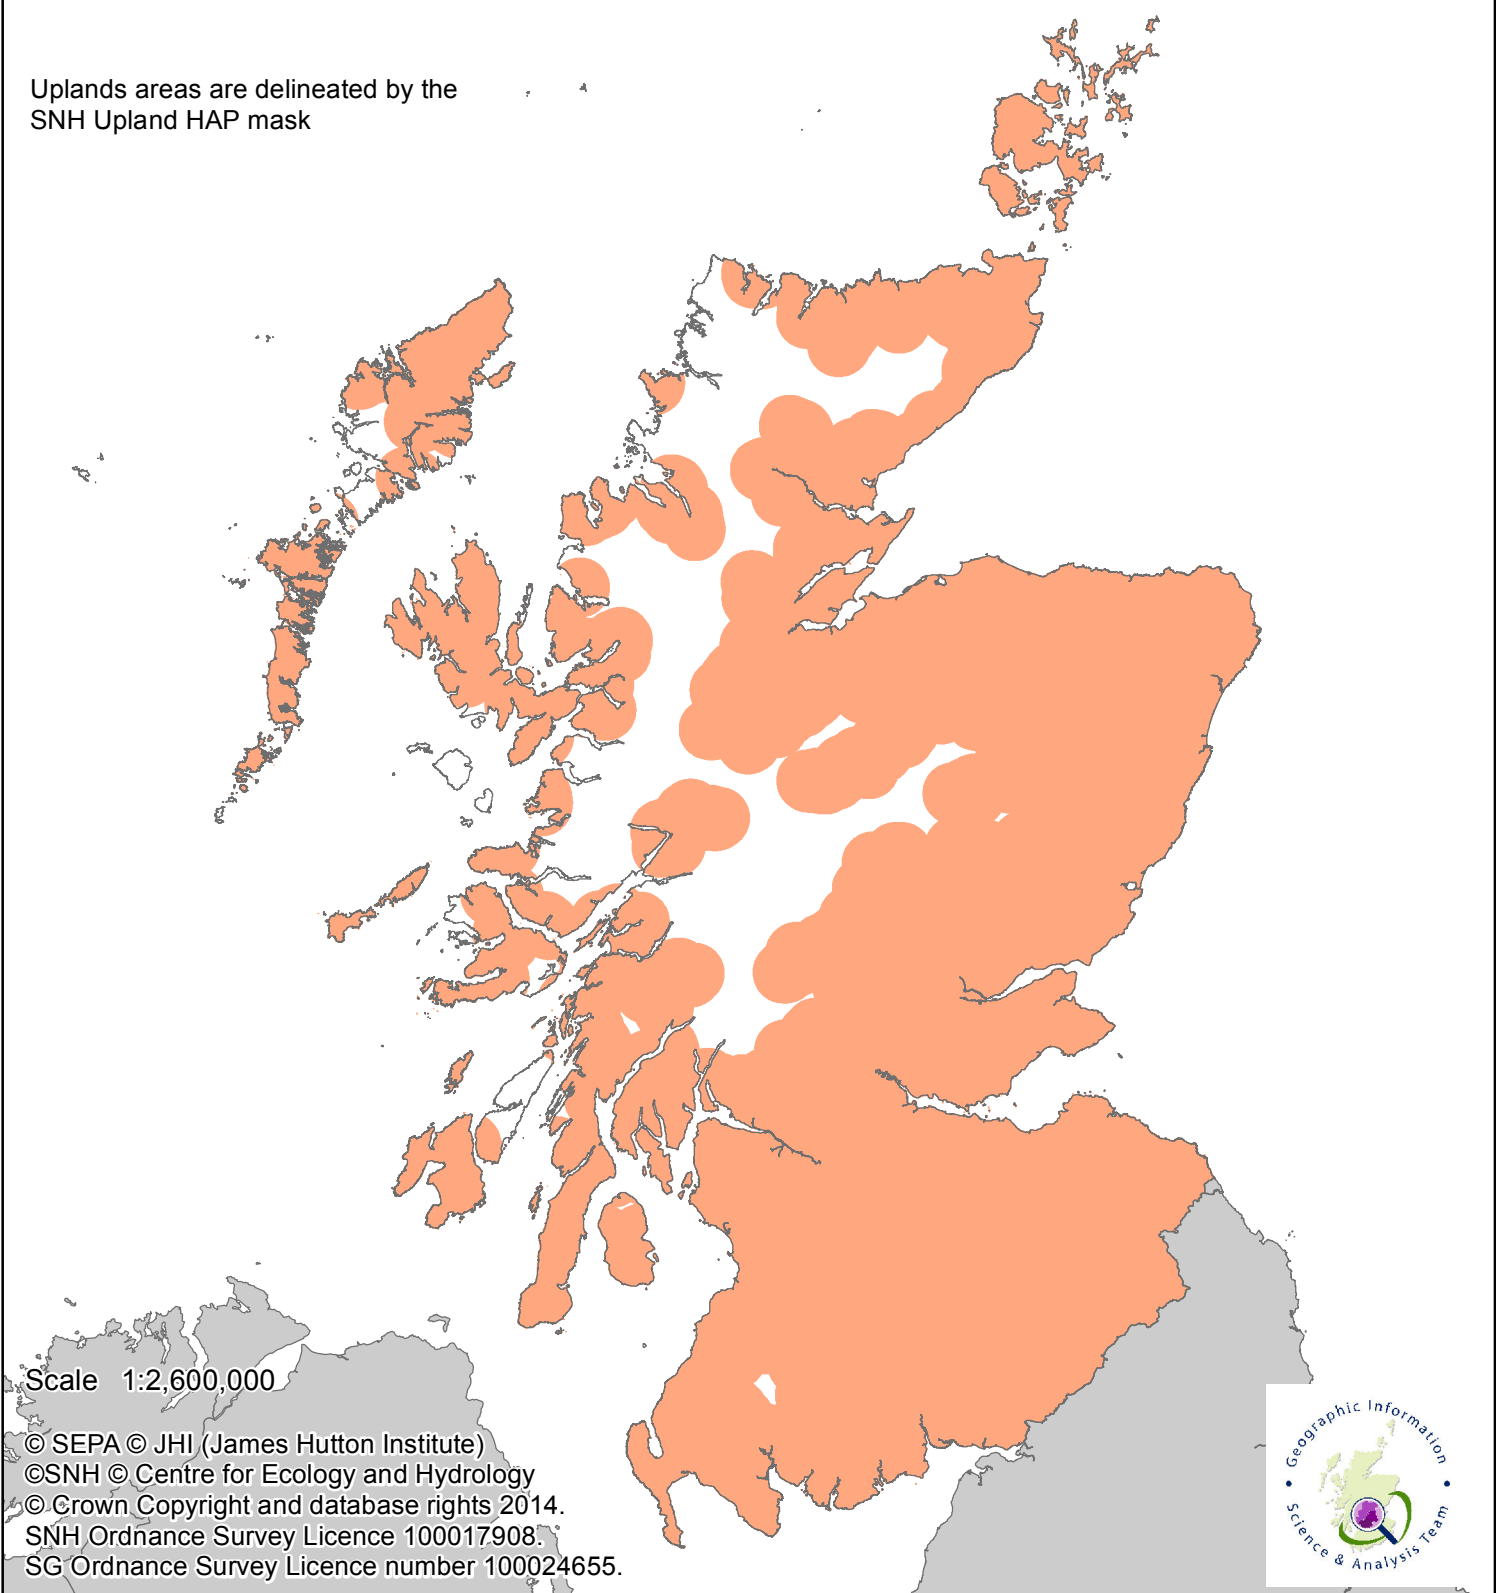 Uplands areas are delineated by the
SNH Upland HAP mask
Scale 1:2,600,000
© SEPA © JHI (James Hutton Institute)
©SNH © Centre for Ecology and Hydrology
© Crown Copyright and database rights 2014.
SNH Ordnance Survey Licence 100017908.
SG Ordnance Survey Licence number 100024655.
Geographic Information
Science & Analysis Team